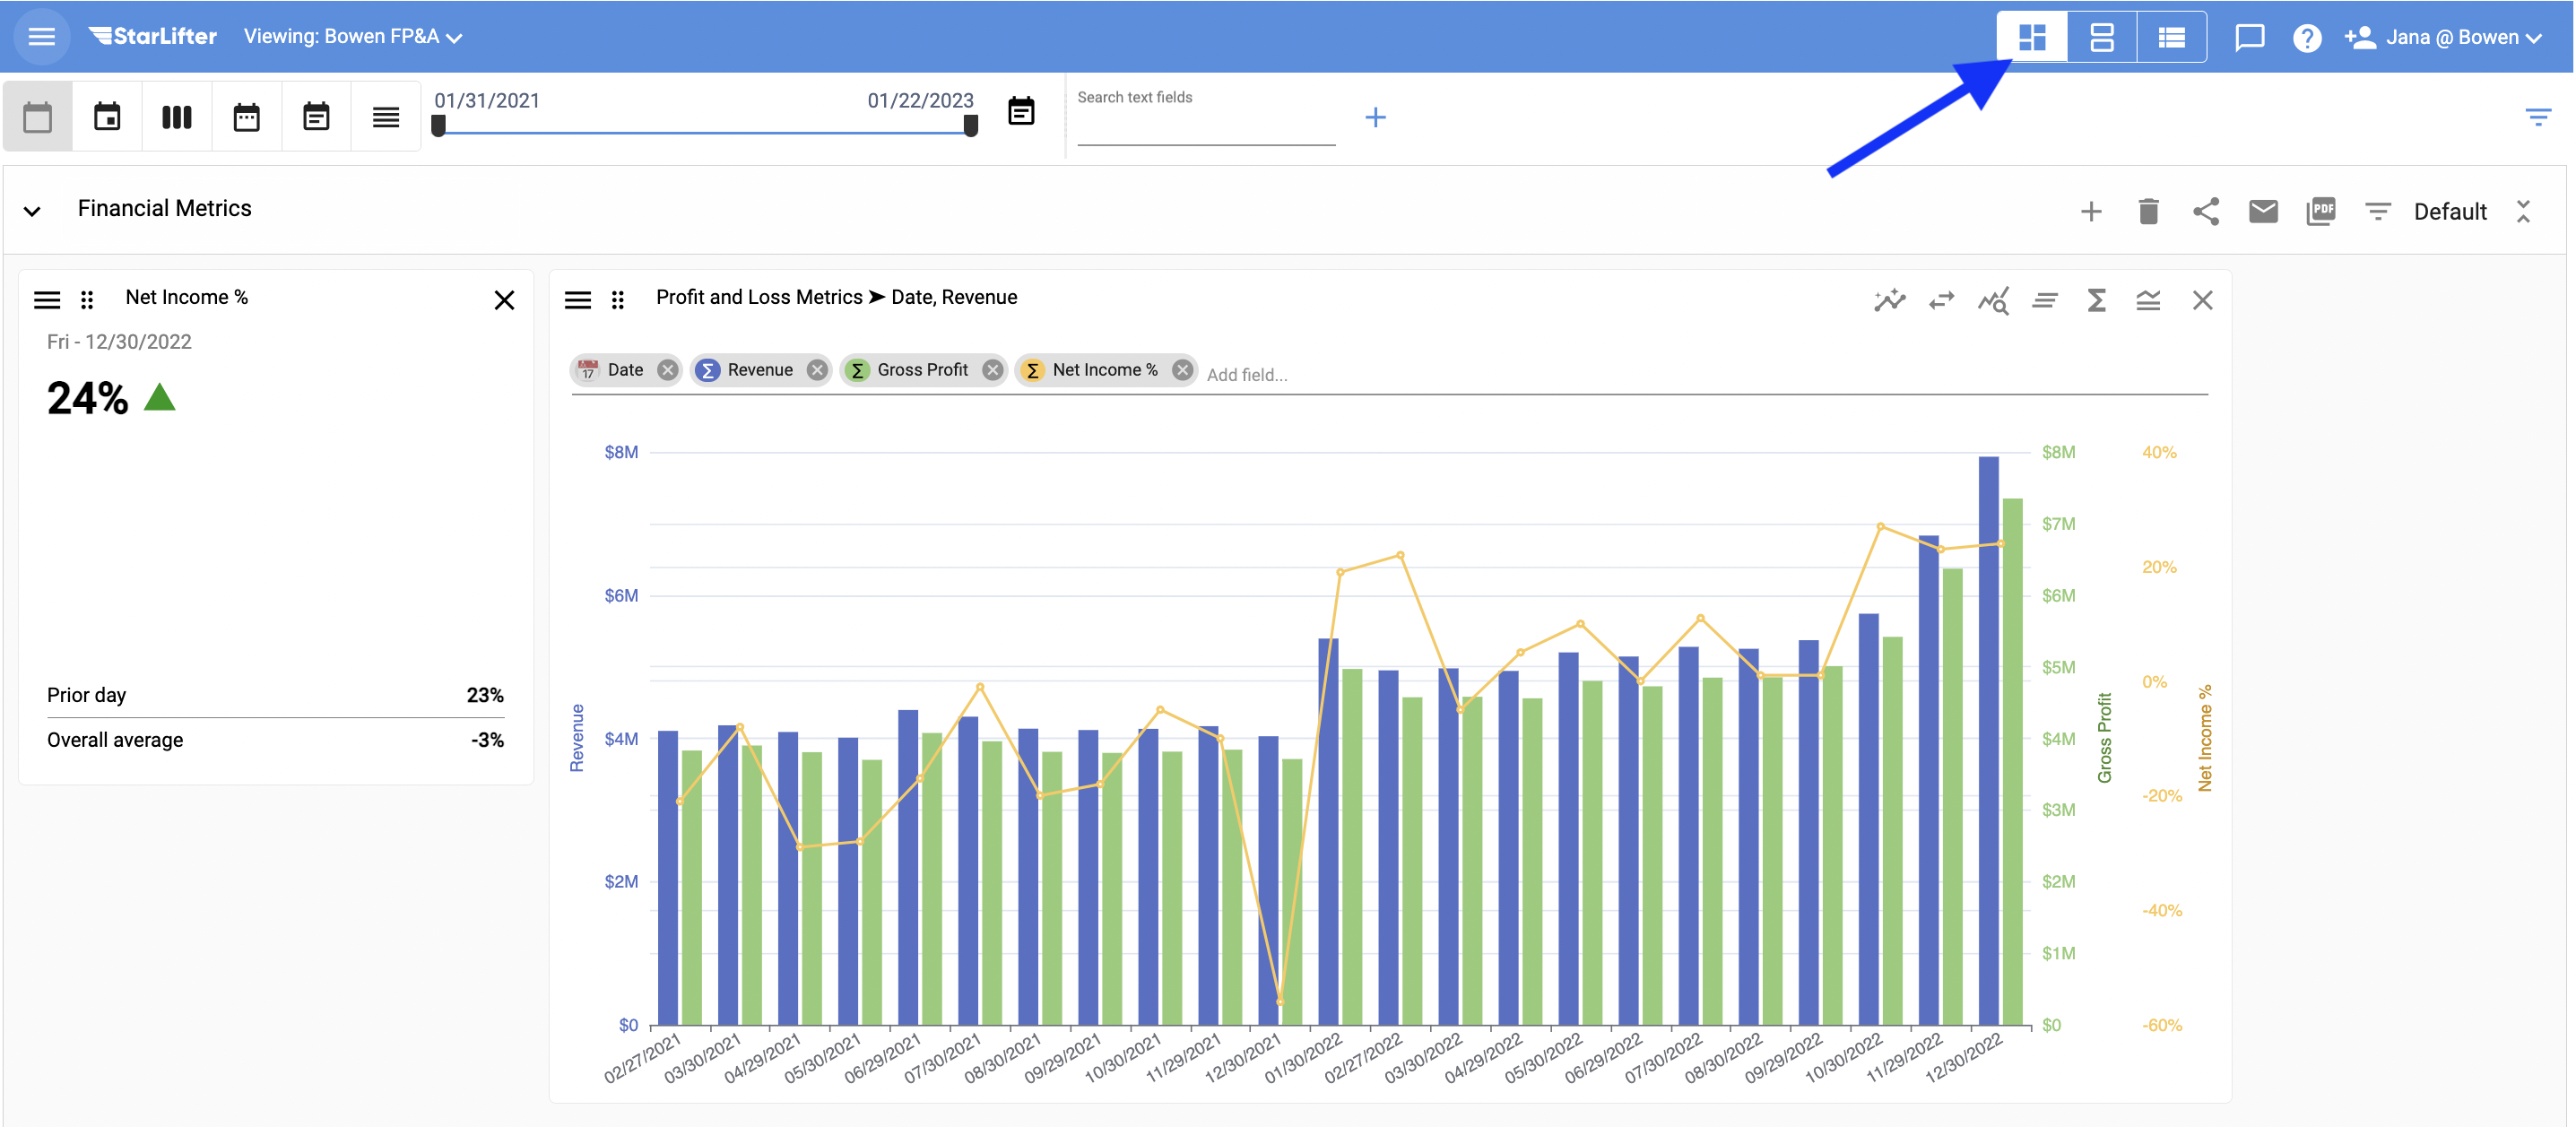 StarLifter Viewing: Bowen FP&A Jana @ Bowen
01/31/2021 01/22/2023 Search text fields
Financial Metrics PDF Default
Net Income %
Fri - 12/30/2022
24%
Prior day 23%
Overall average -3%
Profit and Loss Metrics ➤ Date, Revenue
17 Date Σ Revenue Σ Gross Profit Σ Net Income % Add field...
$8M $8M 40%
$7M
20%
$6M $6M
$5M
0%
$4M $4M
-20%
$3M
$2M $2M
-40%
$1M
$0 $0 -60%
Revenue
Gross Profit
Net Income %
02/27/2021 03/30/2021 04/29/2021 05/30/2021 06/29/2021 07/30/2021 08/30/2021 09/29/2021 10/30/2021 11/29/2021 12/30/2021 01/30/2022 02/27/2022 03/30/2022 04/29/2022 05/30/2022 06/29/2022 07/30/2022 08/30/2022 09/29/2022 10/30/2022 11/29/2022 12/30/2022